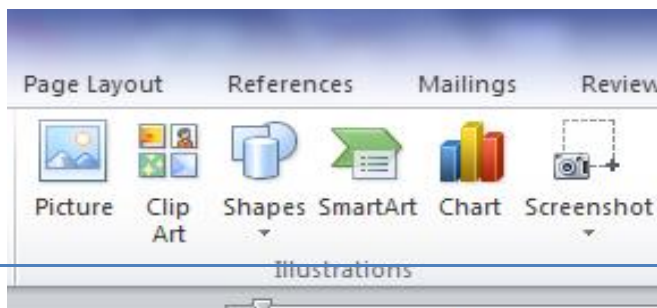 Page Layout References Mailings Review
Picture Clip Art Shapes SmartArt Chart Screenshot
Illustrations